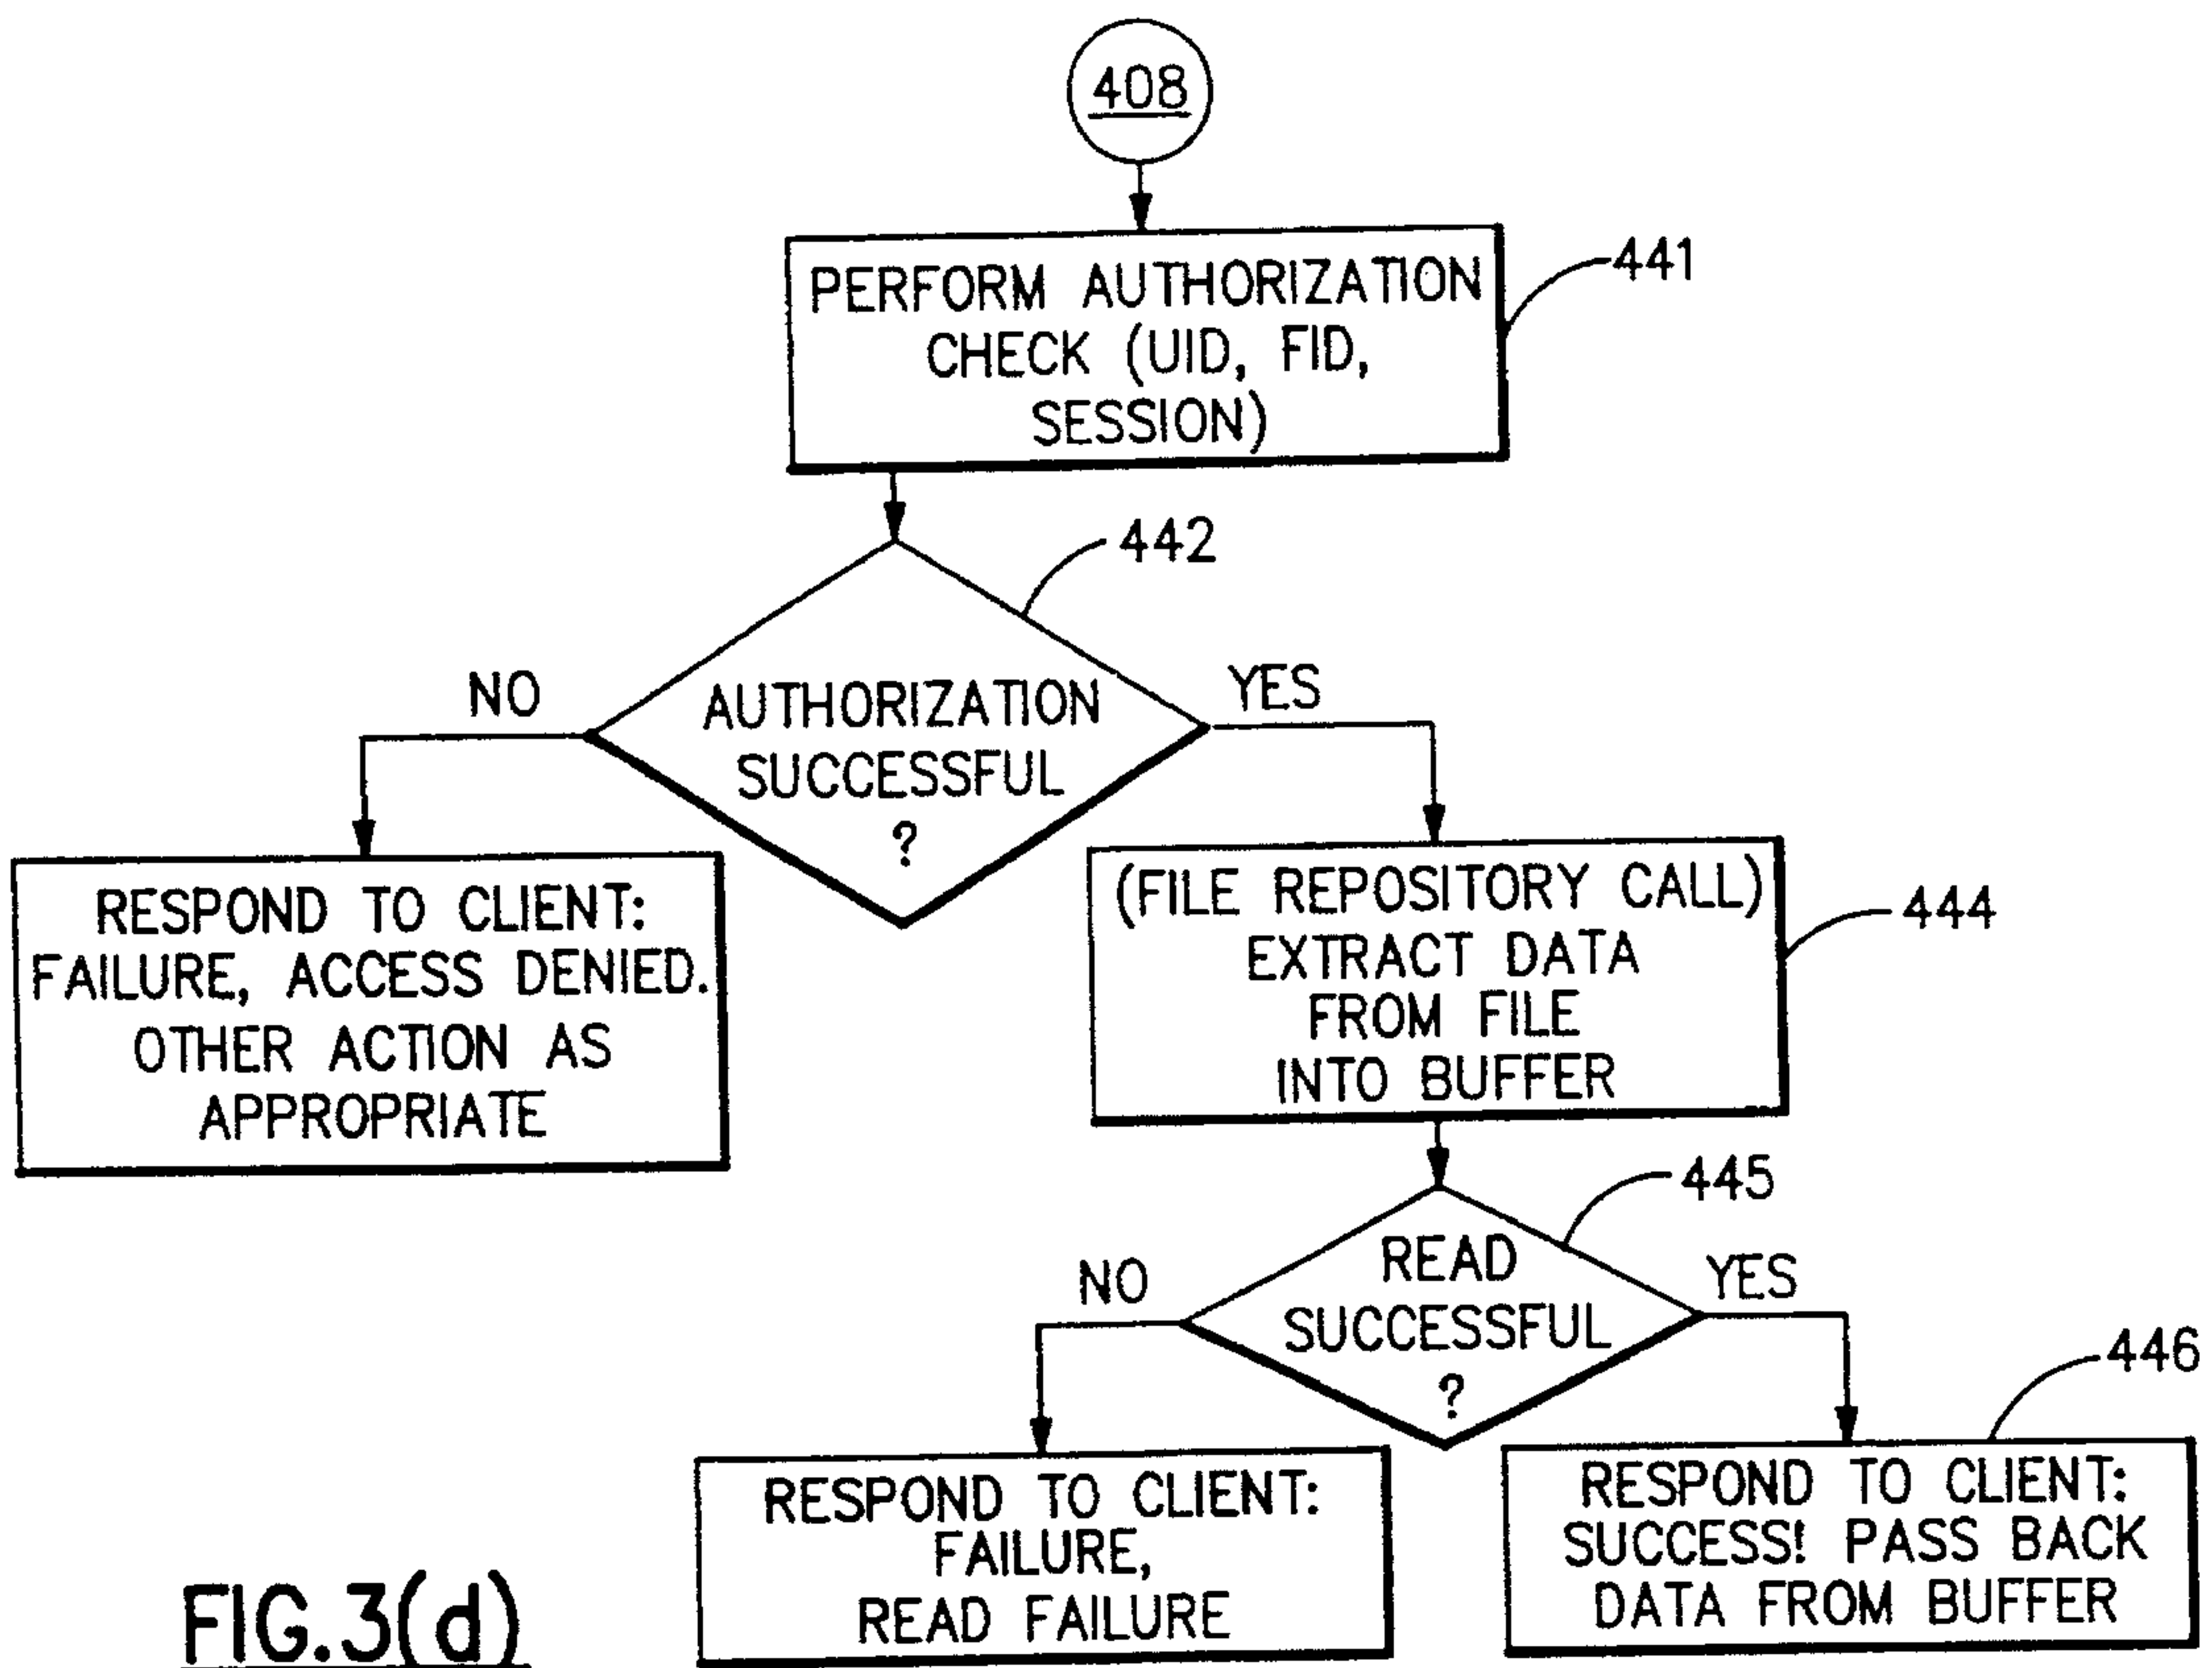 408
PERFORM AUTHORIZATION
CHECK (UID, FID,
SESSION)
441
442
NO
AUTHORIZATION
SUCCESSFUL
?
YES
RESPOND TO CLIENT:
FAILURE, ACCESS DENIED.
OTHER ACTION AS
APPROPRIATE
(FILE REPOSITORY CALL)
EXTRACT DATA
FROM FILE
INTO BUFFER
444
445
NO
READ
SUCCESSFUL
?
YES
446
RESPOND TO CLIENT:
FAILURE,
READ FAILURE
RESPOND TO CLIENT:
SUCCESS! PASS BACK
DATA FROM BUFFER
FIG.3(d)